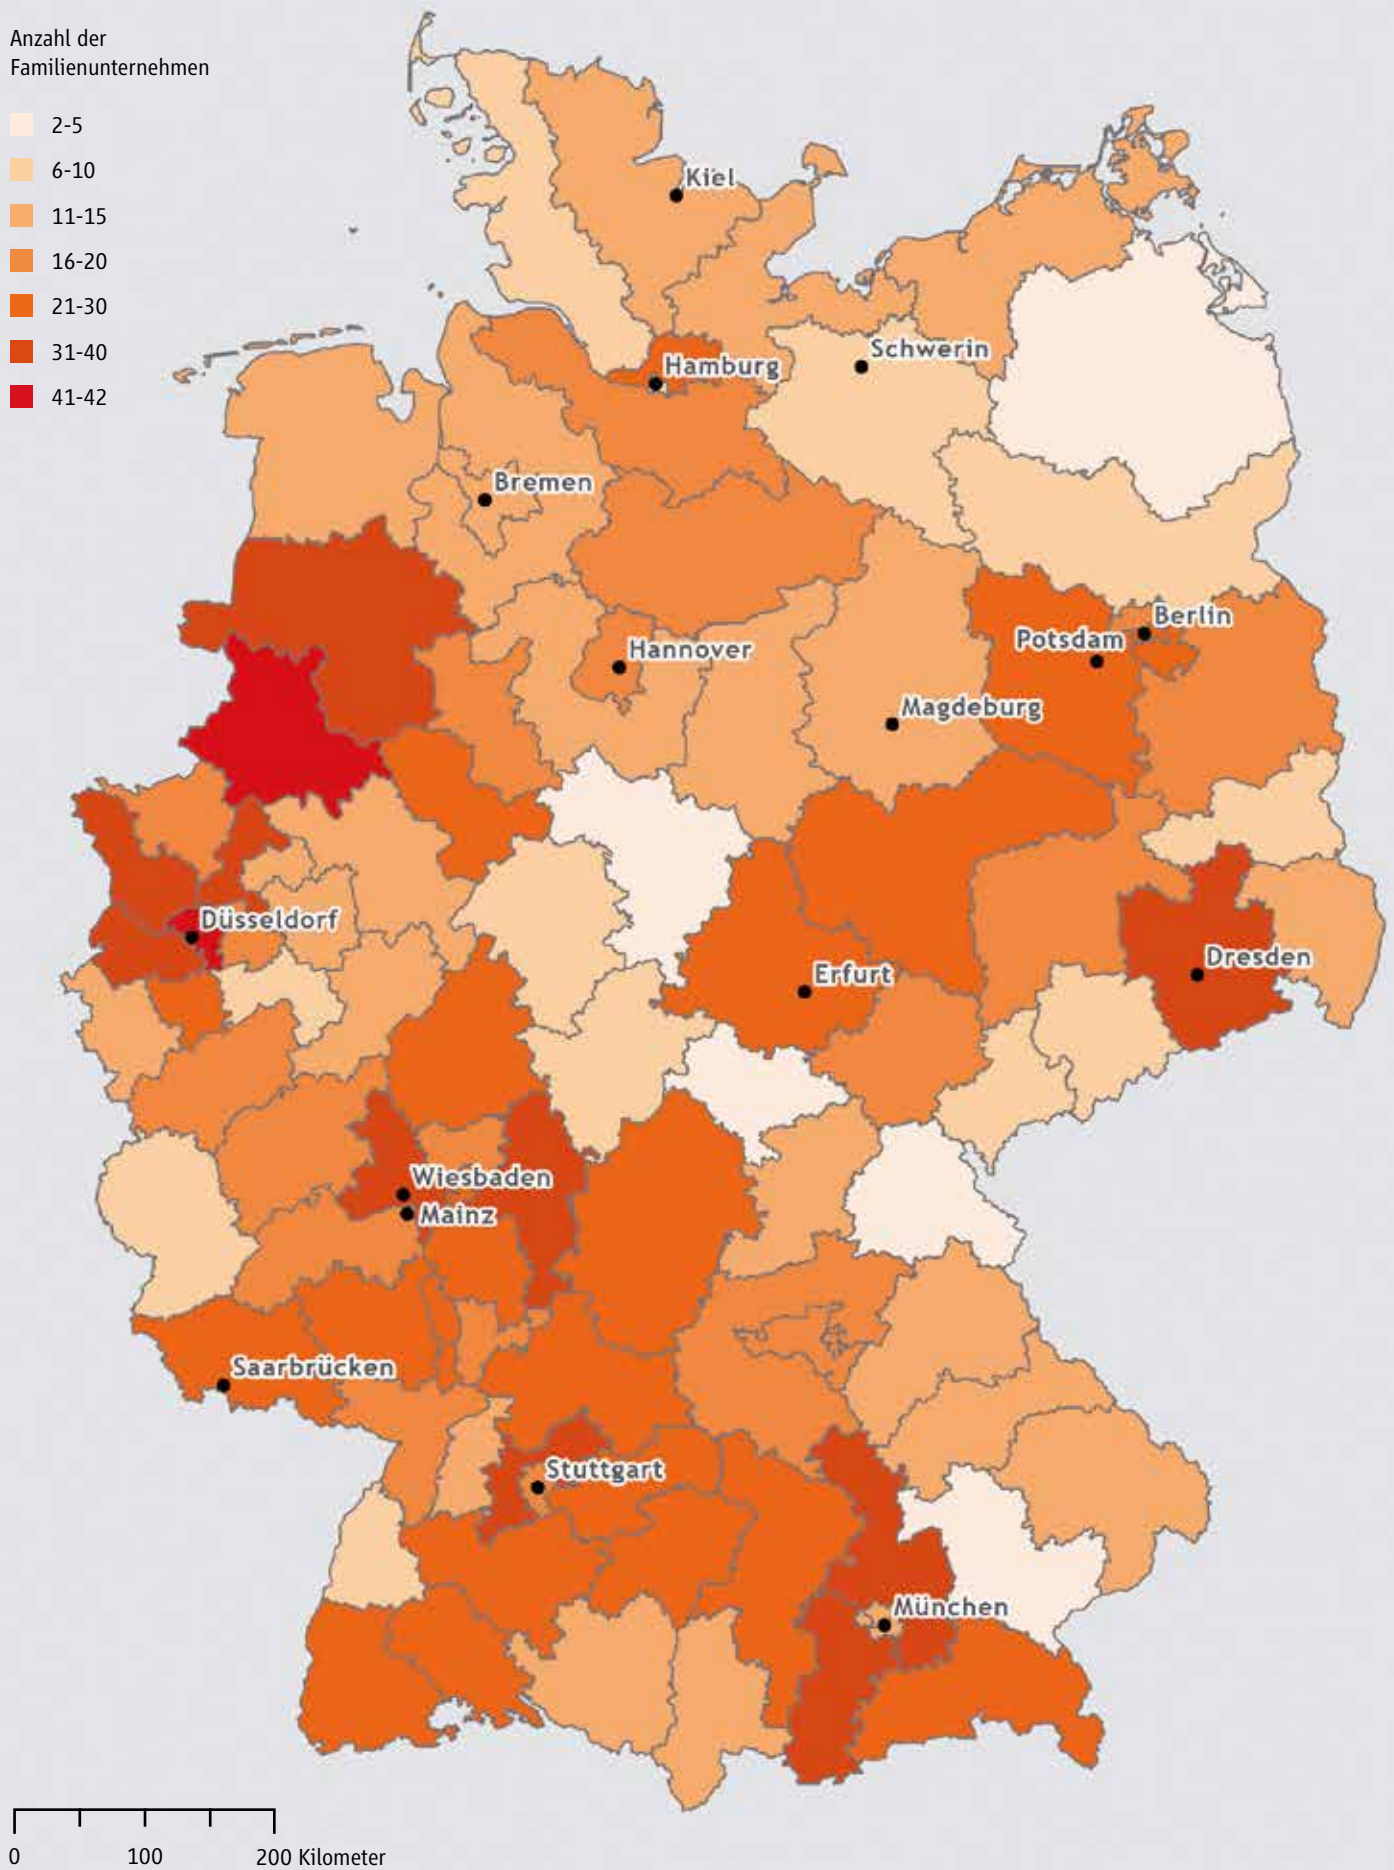 Anzahl der
Familienunternehmen
2-5
6-10
11-15
16-20
21-30
31-40
41-42
Kiel
Schwerin
Hamburg
Bremen
Berlin
Potsdam
Hannover
Magdeburg
Düsseldorf
Dresden
Erfurt
Wiesbaden
Mainz
Saarbrücken
Stuttgart
München
0 100 200 Kilometer